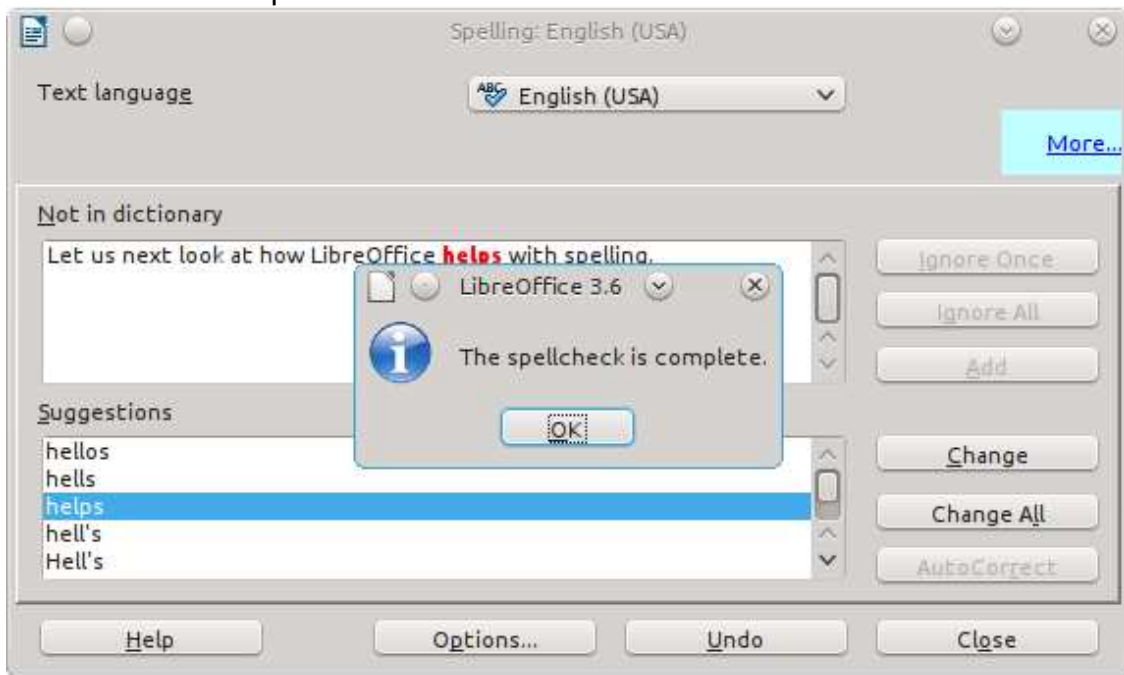 Spelling: English (USA)
Text language
ABC
English (USA)
More...
Not in dictionary
Let us next look at how LibreOffice helps with spelling.
Ignore Once
Ignore All
Add
LibreOffice 3.6
The spellcheck is complete.
OK
Suggestions
hellos
hells
helps
hell's
Hell's
Change
Change All
AutoCorrect
Help
Options...
Undo
Close